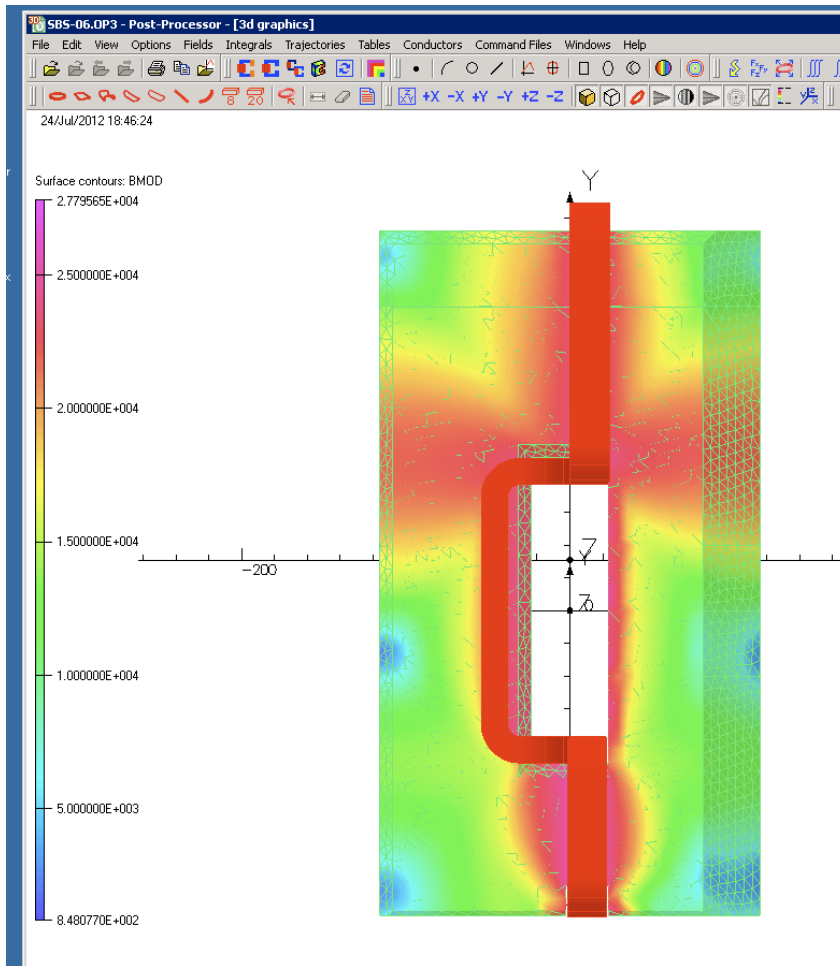 SBS-06.OP3 - Post-Processor - [3d graphics]
File Edit View Options Fields Integrals Trajectories Tables Conductors Command Files Windows Help
8 20 +X -X +Y -Y +Z -Z
24/Jul/2012 18:46:24
Surface contours: BMOD
Y
2.779565E+004
2.500000E+004
2.000000E+004
1.500000E+004
-200
1.000000E+004
5.000000E+003
8.480770E+002